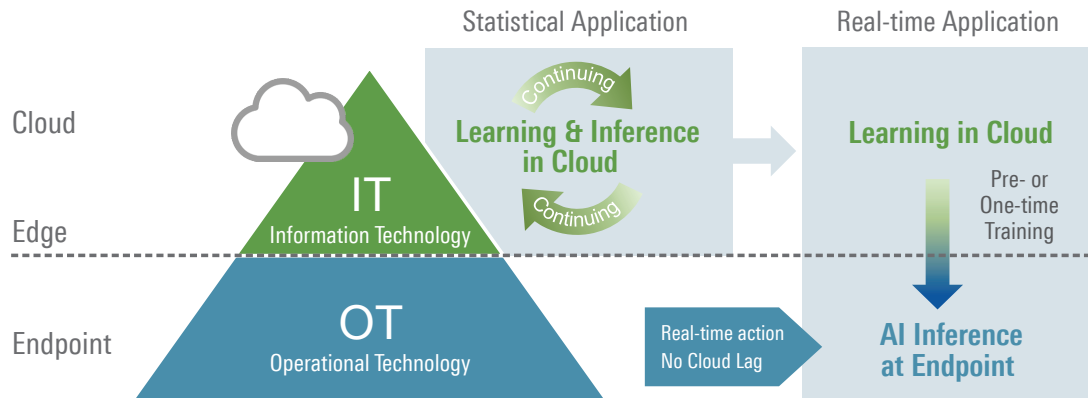 Statistical Application
Real-time Application
Cloud
Continuing
Learning & Inference
in Cloud
Continuing
Learning in Cloud
Pre- or
One-time
Training
IT
Information Technology
Edge
OT
Operational Technology
Endpoint
Real-time action
No Cloud Lag
AI Inference
at Endpoint